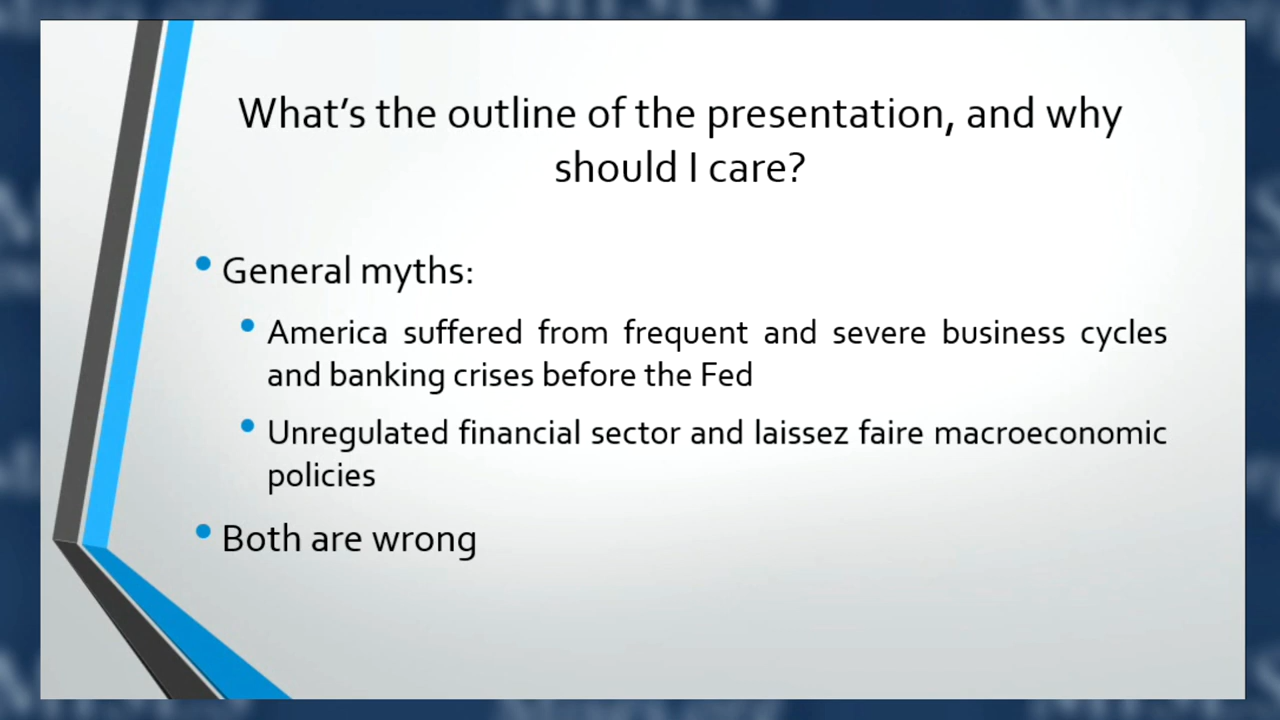 What's the outline of the presentation, and why
should I care?
General myths:
America suffered from frequent and severe business cycles
and banking crises before the Fed
Unregulated financial sector and laissez faire macroeconomic
policies
Both are wrong